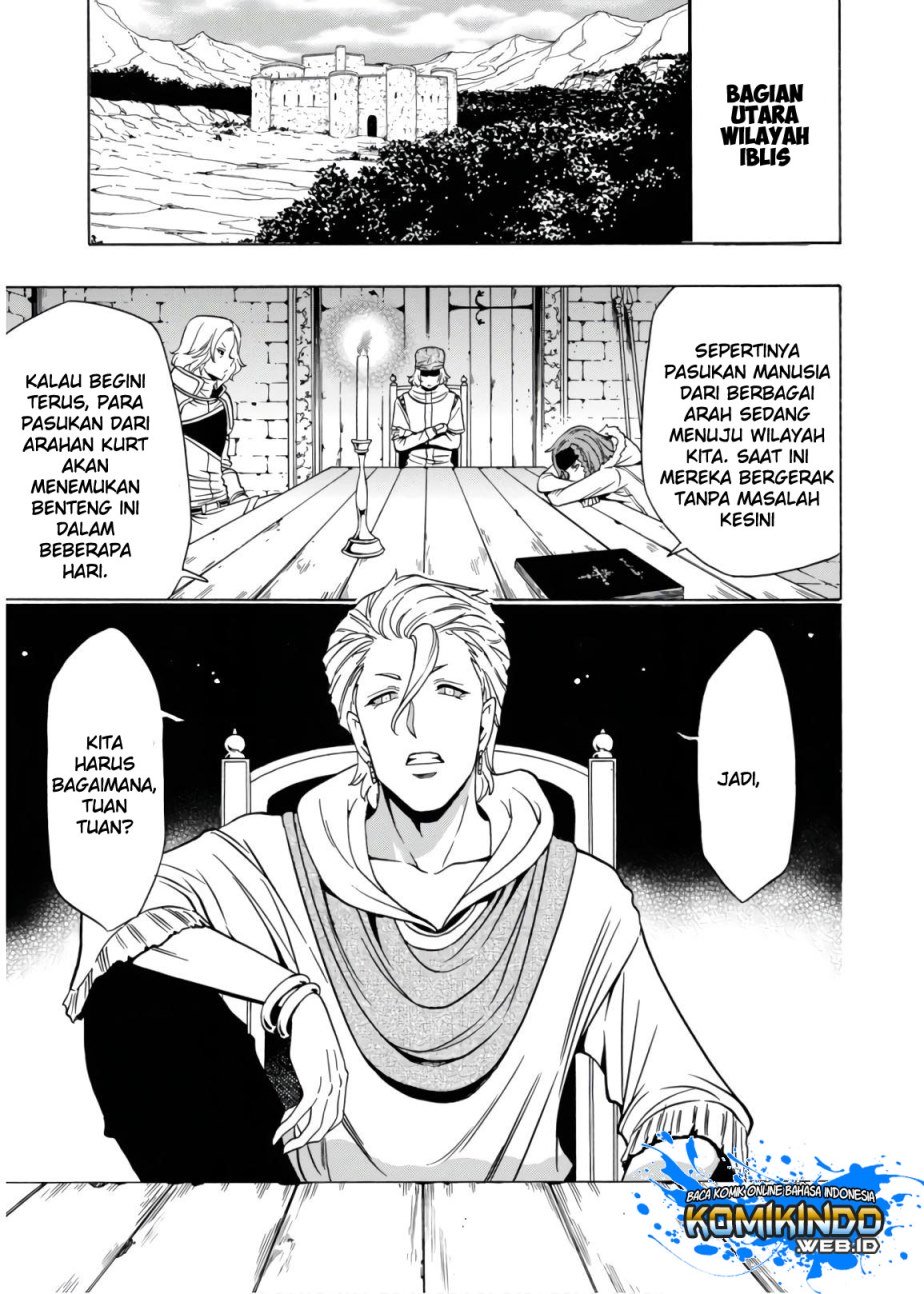 BAGIAN
UTARA
WILAYAH
IBLIS
SEPERTINYA
PASUKAN MANUSIA
DARI BERBAGAI
ARAH SEDANG
MENUJU WILAYAH
KITA. SAAT INI
MEREKA BERGERAK
TANPA MASALAH
KESINI
KALAU BEGINI
TERUS, PARA
PASUKAN DARI
ARAHAN KURT
AKAN
MENEMUKAN
BENTENG INI
DALAM
BEBERAPA
HARI.
JADI,
KITA
HARUS
BAGAIMANA,
TUAN
TUAN?
BACA KOMIK ONLINE BAHASA INDONESIA
KOMIKINDO
.WEB.ID